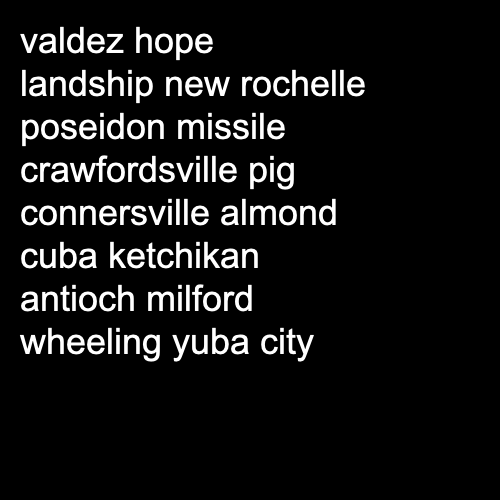 valdez hope
landship new rochelle
poseidon missile
crawfordsville pig
connersville almond
cuba ketchikan
antioch milford
wheeling yuba city